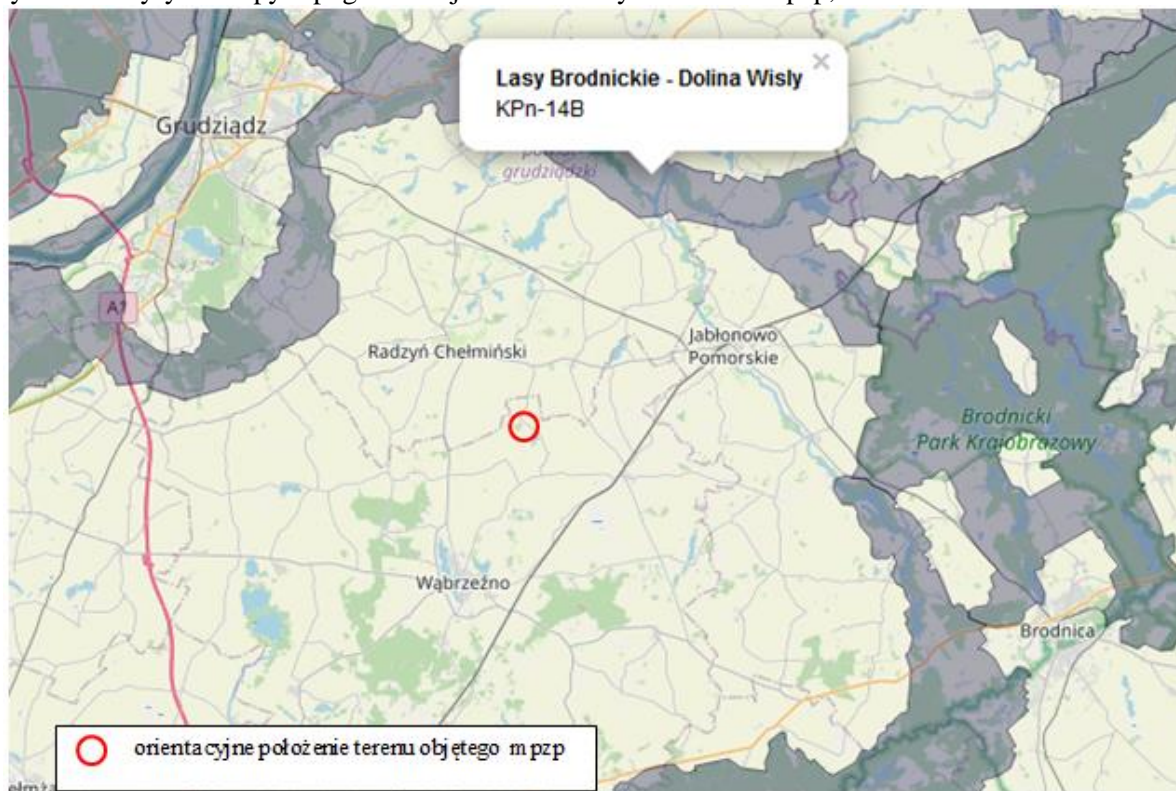 Lasy Brodnickie - Dolina Wisly
KPn-14B
×
Grudziądz
grudziądzki
A1
Radzyń Chełmiński
Jabłonowo
Pomorskie
Brodnicki
Park Krajobrazowy
Wąbrzeźno
Brodnica
orientacyjne położenie terenu objętego mpzp